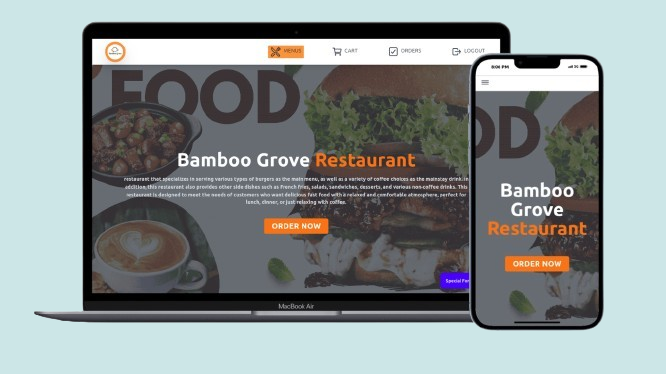 MENUS
CART
ORDERS
LOGOUT
FOOD
Bamboo Grove Restaurant
restaurant that specializes in serving various types of burgers as the main menu, as well as a variety of coffee choices as the mainstay drink. In
addition, this restaurant also provides other side dishes such as french fries, salads, sandwiches, desserts, and various non-coffee drinks. This
restaurant is designed to meet the needs of customers who want delicious fast food with a relaxed and comfortable atmosphere, perfect for
lunch, dinner, or just relaxing with coffee.
ORDER NOW
Special For
MacBook Air
8:08 PM
OD
Bamboo
Grove
Restaurant
ORDER NOW